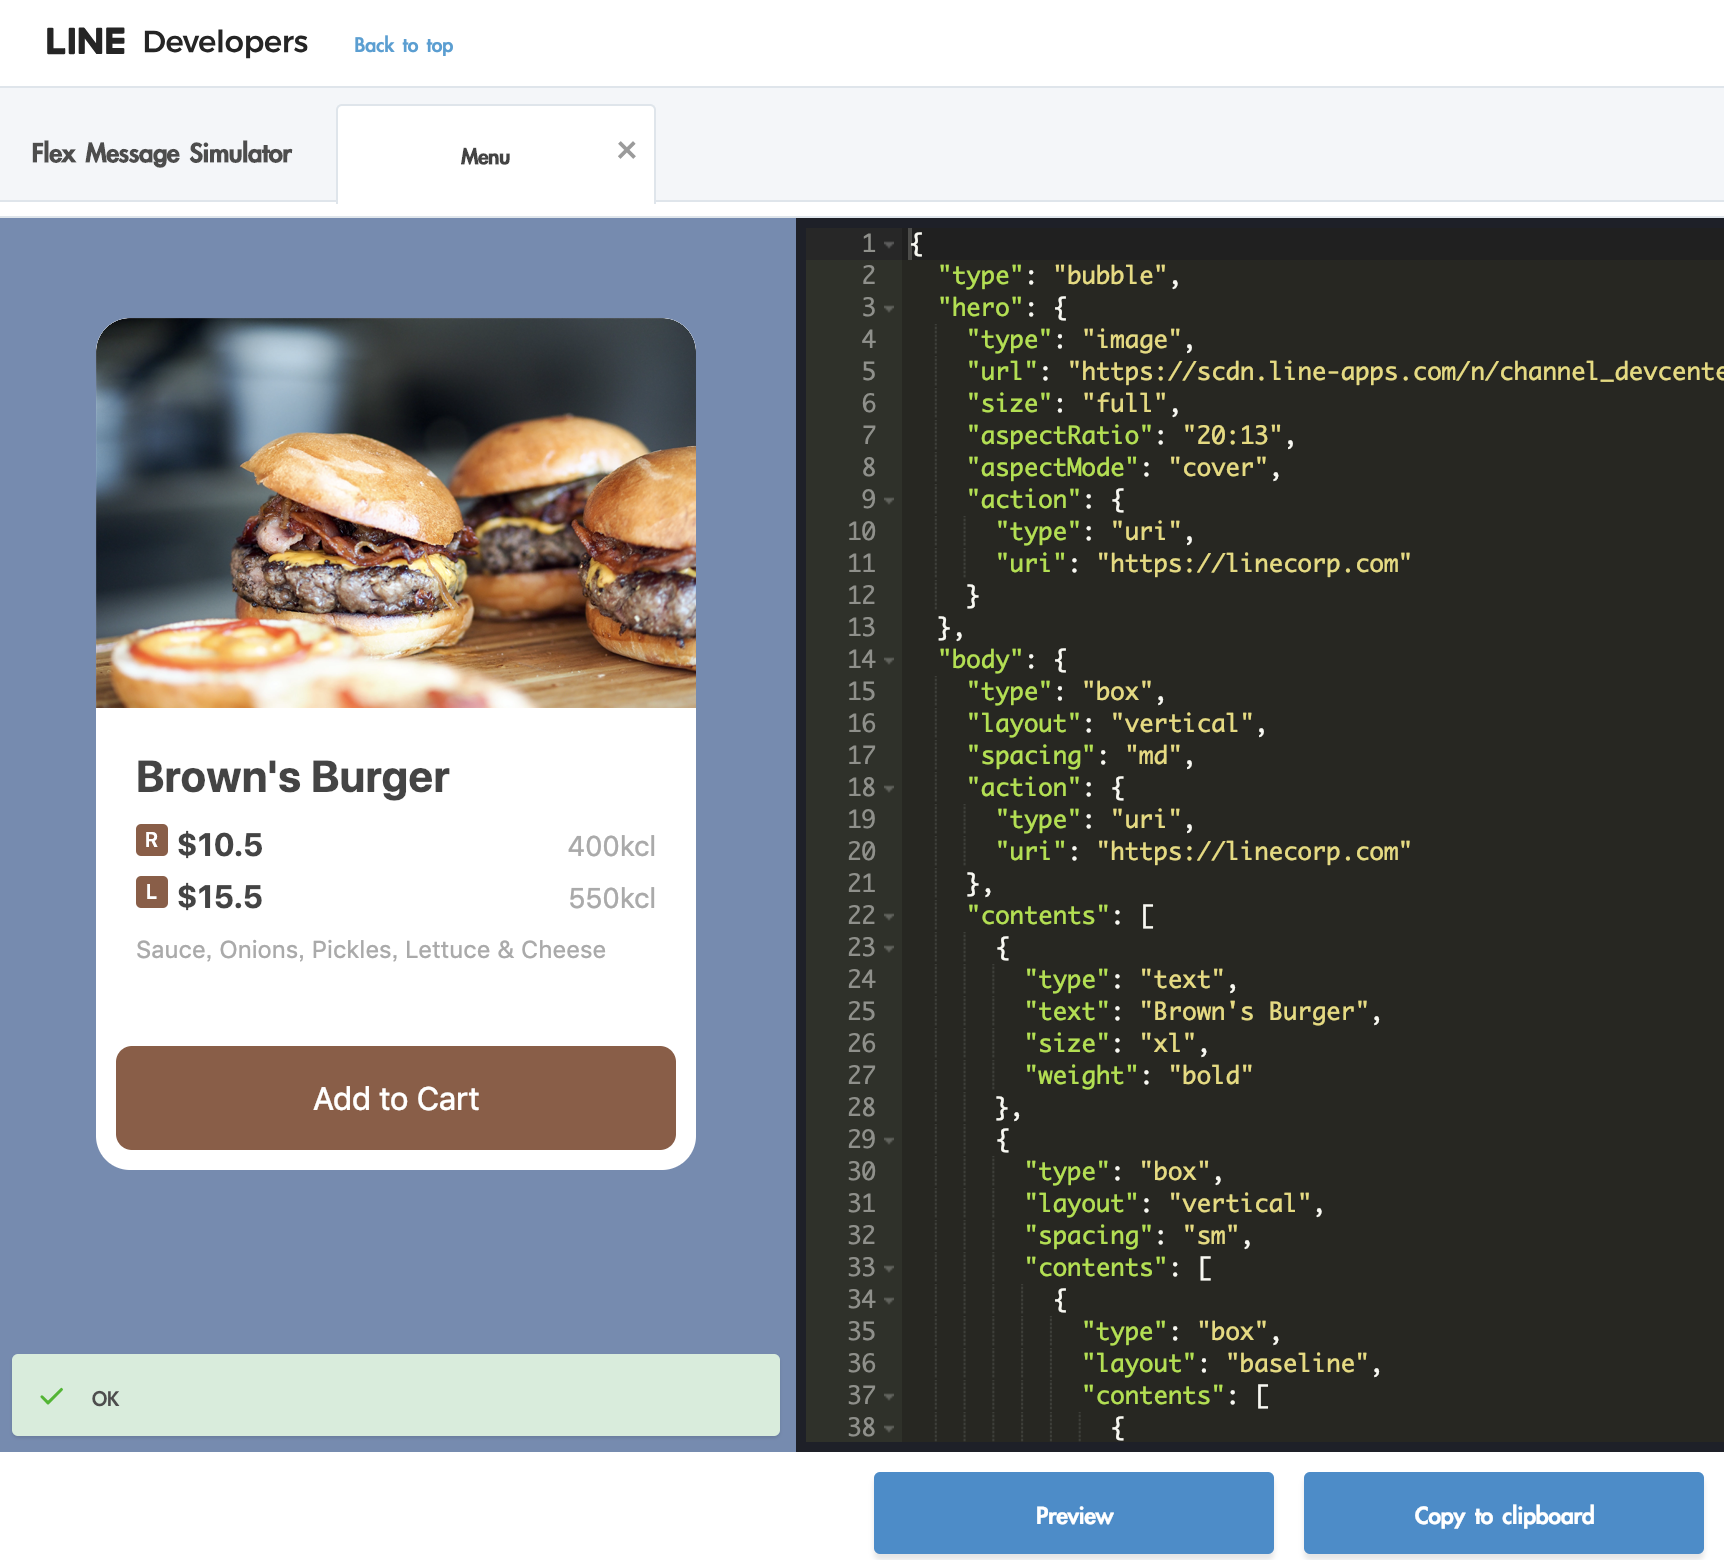 LINE Developers Back to top
Flex Message Simulator
Menu ×
Brown's Burger
R $10.5 400kcl
L $15.5 550kcl
Sauce, Onions, Pickles, Lettuce & Cheese
Add to Cart
OK
1 {
2 "type": "bubble",
3 "hero": {
4 "type": "image",
5 "url": "https://scdn.line-apps.com/n/channel_devcente
6 "size": "full",
7 "aspectRatio": "20:13",
8 "aspectMode": "cover",
9 "action": {
10 "type": "uri",
11 "uri": "https://linecorp.com"
12 }
13 },
14 "body": {
15 "type": "box",
16 "layout": "vertical",
17 "spacing": "md",
18 "action": {
19 "type": "uri",
20 "uri": "https://linecorp.com"
21 },
22 "contents": [
23 {
24 "type": "text",
25 "text": "Brown's Burger",
26 "size": "xl",
27 "weight": "bold"
28 },
29 {
30 "type": "box",
31 "layout": "vertical",
32 "spacing": "sm",
33 "contents": [
34 {
35 "type": "box",
36 "layout": "baseline",
37 "contents": [
38 {
Preview
Copy to clipboard